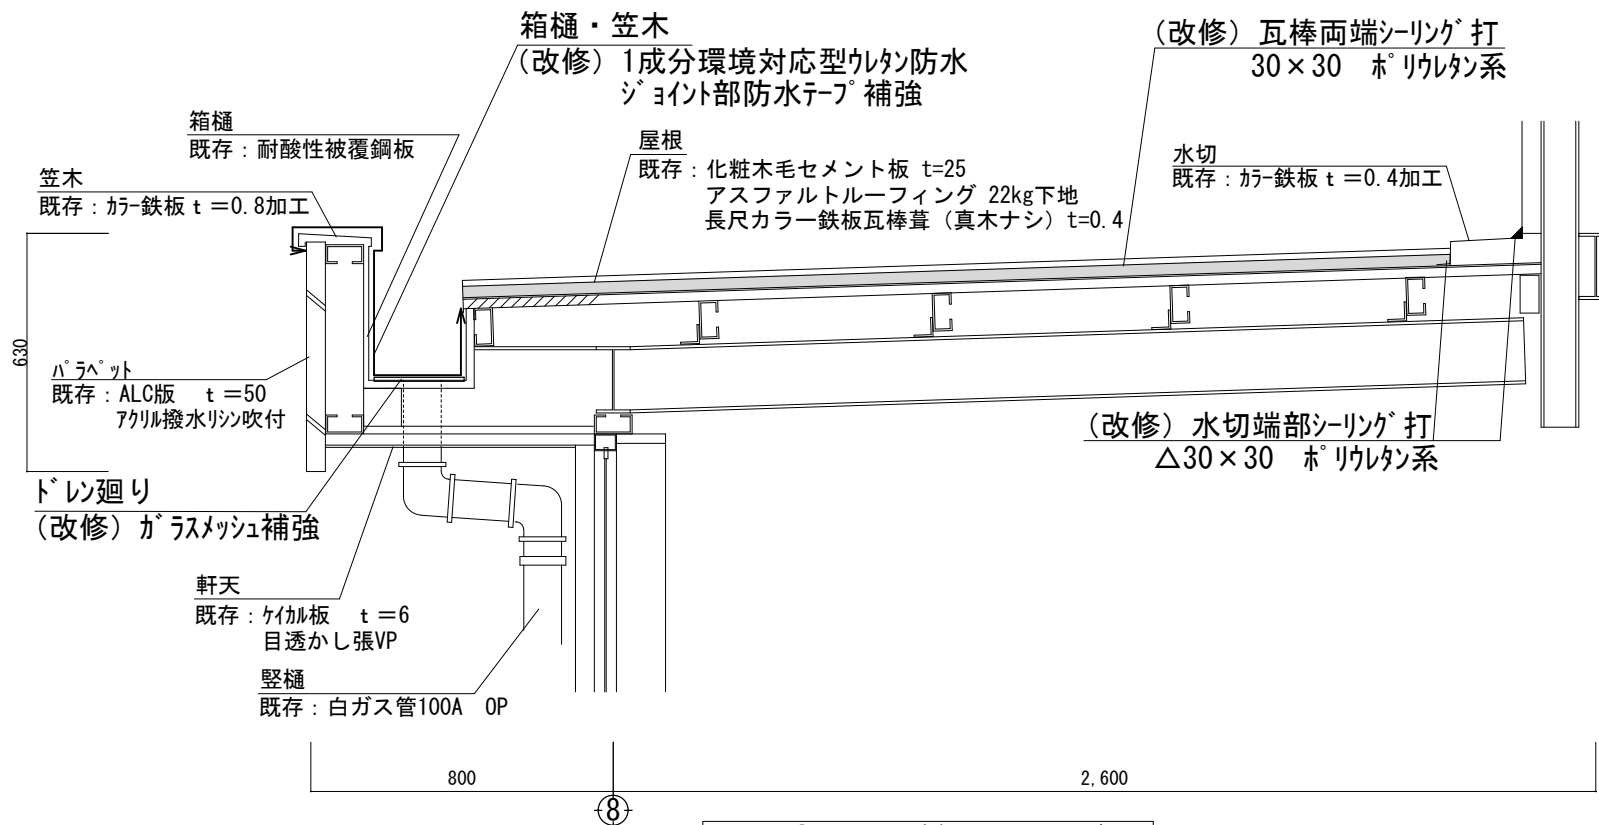 箱樋・笠木
(改修) 1成分環境対応型ｳﾚﾀﾝ防水
ｼﾞｮｲﾝﾄ部防水ﾃｰﾌﾟ補強
(改修) 瓦棒両端ｼｰﾘﾝｸﾞ打
30×30 ﾎﾟﾘｳﾚﾀﾝ系
箱樋
既存：耐酸性被覆鋼板
屋根
既存：化粧木毛セメント板 t=25
アスファルトルーフィング 22kg下地
長尺カラー鉄板瓦棒葺（真木ナシ）t=0.4
水切
既存：ｶﾗｰ鉄板ｔ＝0.4加工
笠木
既存：ｶﾗｰ鉄板ｔ＝0.8加工
630
ﾊﾟﾗﾍﾟｯﾄ
既存：ALC版 ｔ＝50
ｱｸﾘﾙ撥水ﾘｼﾝ吹付
(改修) 水切端部ｼｰﾘﾝｸﾞ打
△30×30 ﾎﾟﾘｳﾚﾀﾝ系
ﾄﾞﾚﾝ廻り
(改修) ｶﾞﾗｽﾒｯｼｭ補強
軒天
既存：ｹｲｶﾙ板 ｔ＝6
目透かし張VP
竪樋
既存：白ガス管100A OP
800
2,600
8